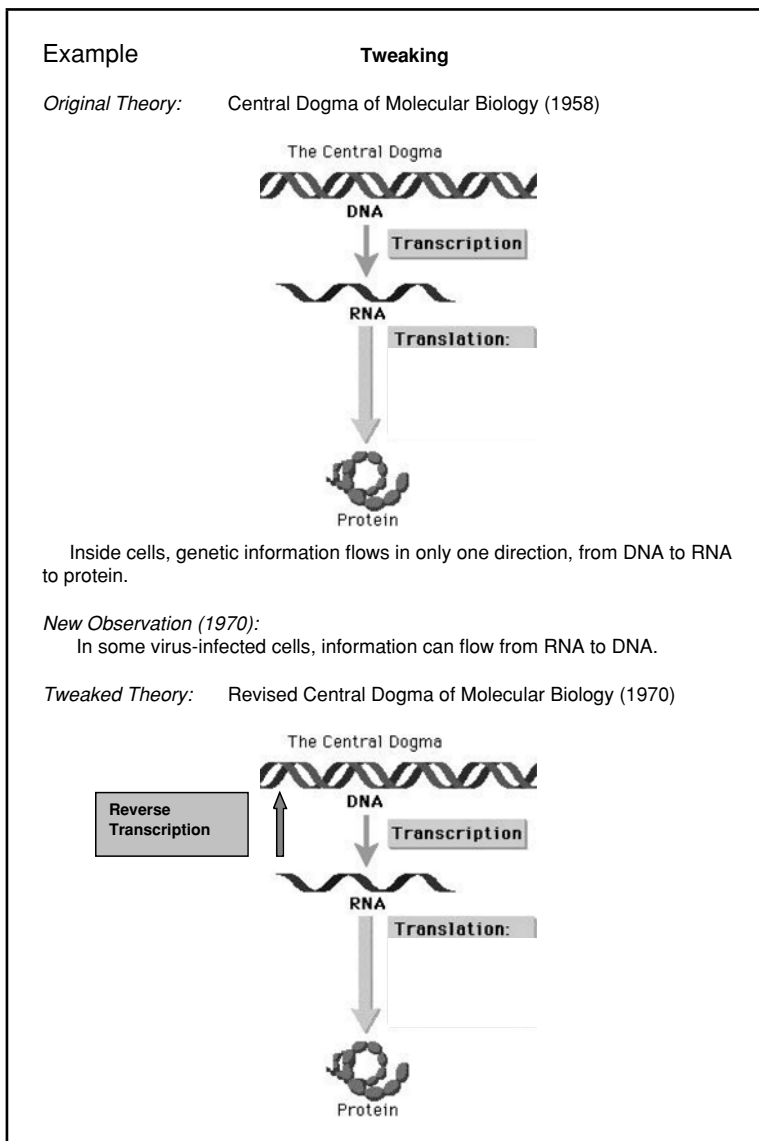 Example Tweaking
Original Theory: Central Dogma of Molecular Biology (1958)
The Central Dogma
DNA
Transcription
RNA
Translation:
Protein
Inside cells, genetic information flows in only one direction, from DNA to RNA
to protein.
New Observation (1970):
In some virus-infected cells, information can flow from RNA to DNA.
Tweaked Theory: Revised Central Dogma of Molecular Biology (1970)
The Central Dogma
DNA
Reverse
Transcription
Transcription
RNA
Translation:
Protein